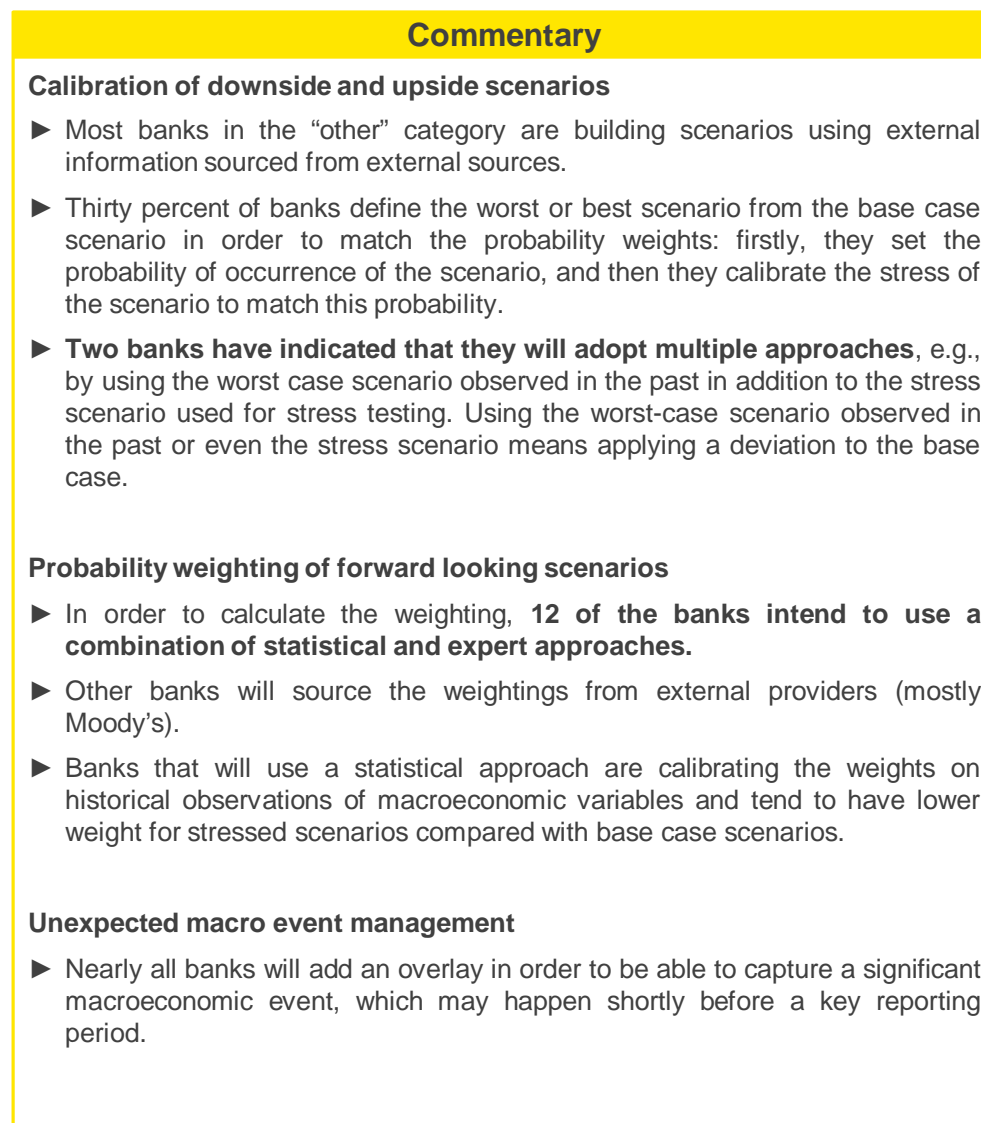 Commentary
Calibration of downside and upside scenarios
► Most banks in the “other” category are building scenarios using external
information sourced from external sources.
► Thirty percent of banks define the worst or best scenario from the base case
scenario in order to match the probability weights: firstly, they set the
probability of occurrence of the scenario, and then they calibrate the stress of
the scenario to match this probability.
► Two banks have indicated that they will adopt multiple approaches, e.g.,
by using the worst case scenario observed in the past in addition to the stress
scenario used for stress testing. Using the worst-case scenario observed in
the past or even the stress scenario means applying a deviation to the base
case.
Probability weighting of forward looking scenarios
► In order to calculate the weighting, 12 of the banks intend to use a
combination of statistical and expert approaches.
► Other banks will source the weightings from external providers (mostly
Moody’s).
► Banks that will use a statistical approach are calibrating the weights on
historical observations of macroeconomic variables and tend to have lower
weight for stressed scenarios compared with base case scenarios.
Unexpected macro event management
► Nearly all banks will add an overlay in order to be able to capture a significant
macroeconomic event, which may happen shortly before a key reporting
period.